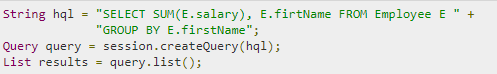 String hql = "SELECT SUM(E.salary), E.firtName FROM Employee E " +
"GROUP BY E.firstName";
Query query = session.createQuery(hql);
List results = query.list();